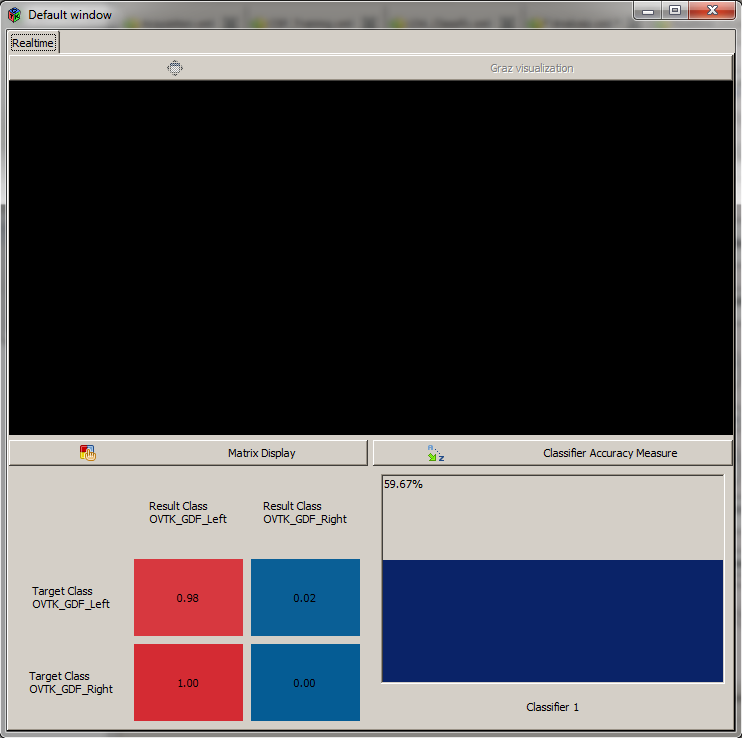 Default window
Realtime
Graz visualization
Matrix Display
Classifier Accuracy Measure
59.67%
Result Class
OVTK_GDF_Left
Result Class
OVTK_GDF_Right
Target Class
OVTK_GDF_Left
0.98
0.02
Target Class
OVTK_GDF_Right
1.00
0.00
Classifier 1